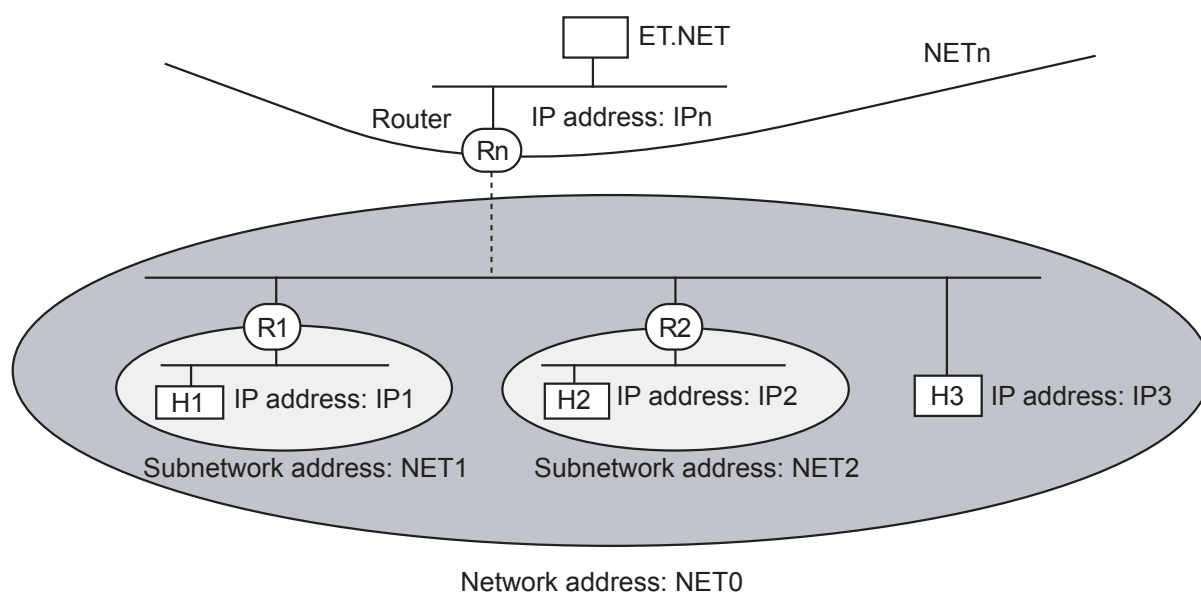 ET.NET
NETn
Router
IP address: IPn
Rn
R1
R2
H1
IP address: IP1
H2
IP address: IP2
H3
IP address: IP3
Subnetwork address: NET1
Subnetwork address: NET2
Network address: NET0